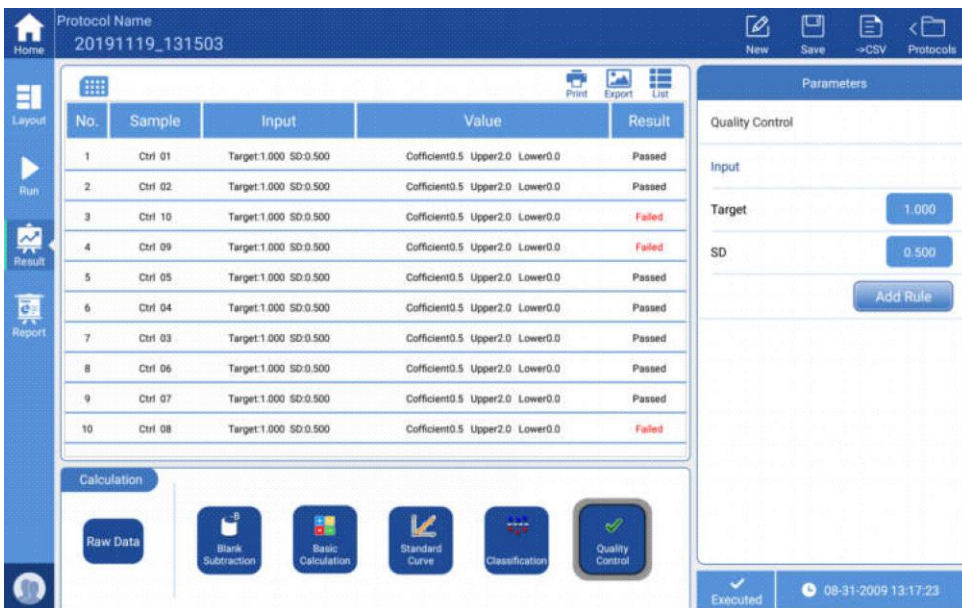 Protocol Name
20191119_131503
Home
New
Save
->CSV
Protocols
Layout
Run
Result
Report
Print
Export
List
No. Sample Input Value Result
1 Ctrl 01 Target:1.000 SD:0.500 Cofficient0.5 Upper2.0 Lower0.0 Passed
2 Ctrl 02 Target:1.000 SD:0.500 Cofficient0.5 Upper2.0 Lower0.0 Passed
3 Ctrl 10 Target:1.000 SD:0.500 Cofficient0.5 Upper2.0 Lower0.0 Failed
4 Ctrl 09 Target:1.000 SD:0.500 Cofficient0.5 Upper2.0 Lower0.0 Failed
5 Ctrl 05 Target:1.000 SD:0.500 Cofficient0.5 Upper2.0 Lower0.0 Passed
6 Ctrl 04 Target:1.000 SD:0.500 Cofficient0.5 Upper2.0 Lower0.0 Passed
7 Ctrl 03 Target:1.000 SD:0.500 Cofficient0.5 Upper2.0 Lower0.0 Passed
8 Ctrl 06 Target:1.000 SD:0.500 Cofficient0.5 Upper2.0 Lower0.0 Passed
9 Ctrl 07 Target:1.000 SD:0.500 Cofficient0.5 Upper2.0 Lower0.0 Passed
10 Ctrl 08 Target:1.000 SD:0.500 Cofficient0.5 Upper2.0 Lower0.0 Failed
Parameters
Quality Control
Input
Target 1.000
SD 0.500
Add Rule
Calculation
Raw Data
-B
Blank
Subtraction
Basic
Calculation
Standard
Curve
Classification
Quality
Control
Executed
08-31-2009 13:17:23